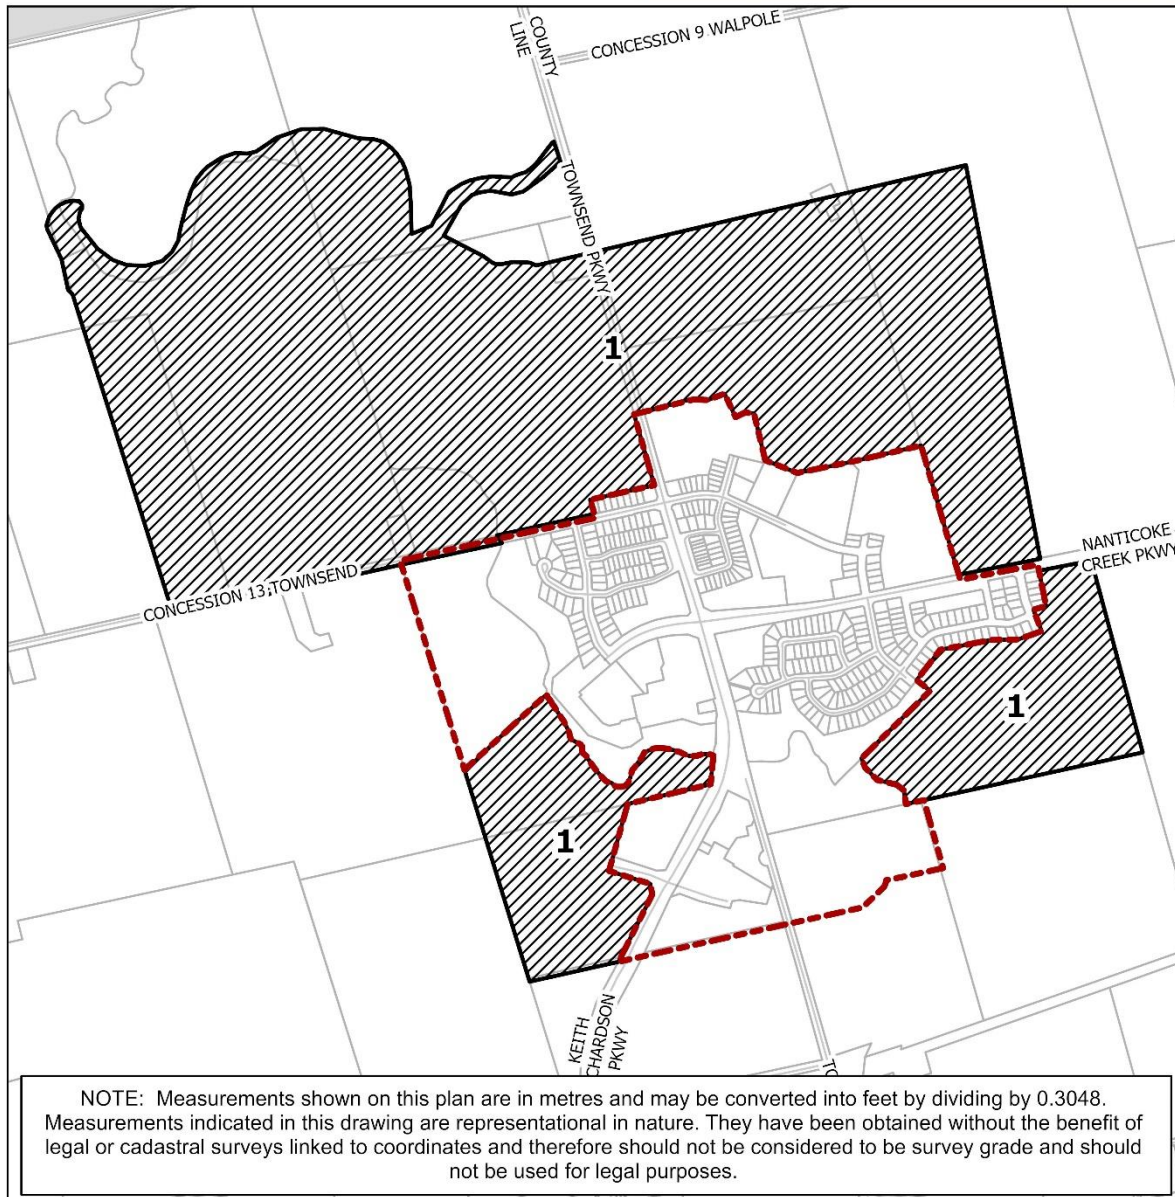 COUNTY
LINE
CONCESSION 9 WALPOLE
TOWNSEND PKWY
1
NANTICOKE
CREEK PKWY
CONCESSION 13 TOWNSEND
1
1
KEITH
CHARDSON
PKWY
TO
NOTE: Measurements shown on this plan are in metres and may be converted into feet by dividing by 0.3048.
Measurements indicated in this drawing are representational in nature. They have been obtained without the benefit of
legal or cadastral surveys linked to coordinates and therefore should not be considered to be survey grade and should
not be used for legal purposes.